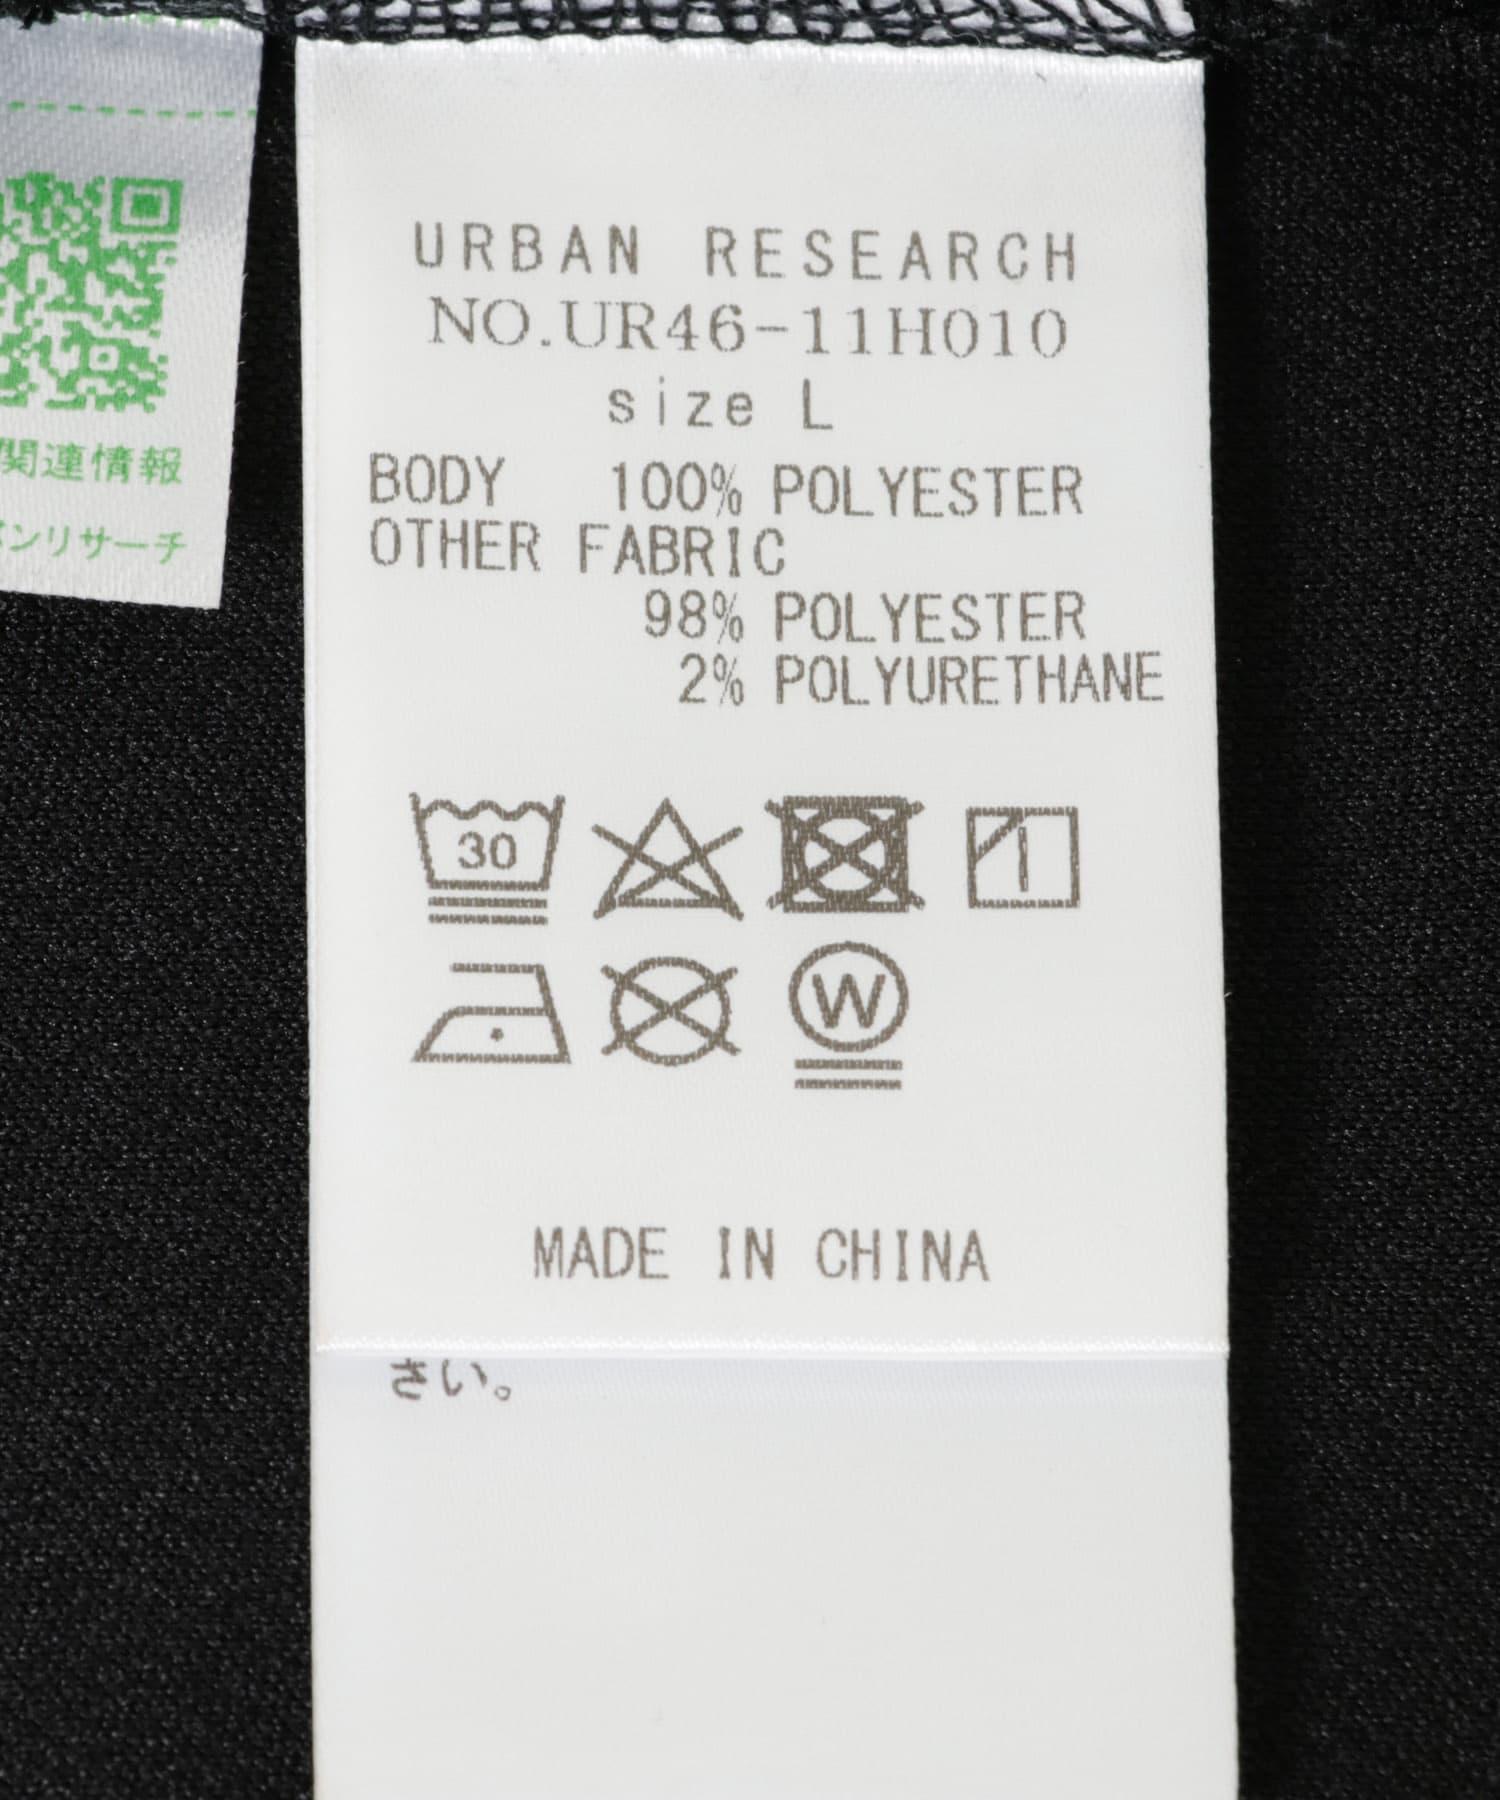 URBAN RESEARCH
NO.UR46-11H010
size L
BODY 100% POLYESTER
OTHER FABRIC
98% POLYESTER
2% POLYURETHANE
30
W
MADE IN CHINA
さい。
関連情報
ンリサーチ